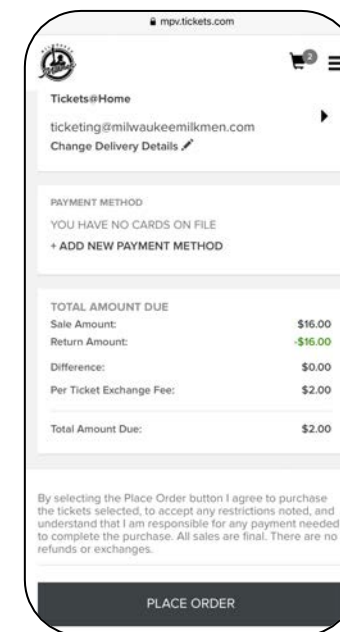 mpv.tickets.com
2
Tickets@Home
ticketing@milwaukeemilkmen.com
Change Delivery Details
PAYMENT METHOD
YOU HAVE NO CARDS ON FILE
+ ADD NEW PAYMENT METHOD
TOTAL AMOUNT DUE
Sale Amount: $16.00
Return Amount: -$16.00
Difference: $0.00
Per Ticket Exchange Fee: $2.00
Total Amount Due: $2.00
By selecting the Place Order button I agree to purchase
the tickets selected, to accept any restrictions noted, and
understand that I am responsible for any payment needed
to complete the purchase. All sales are final. There are no
refunds or exchanges.
PLACE ORDER